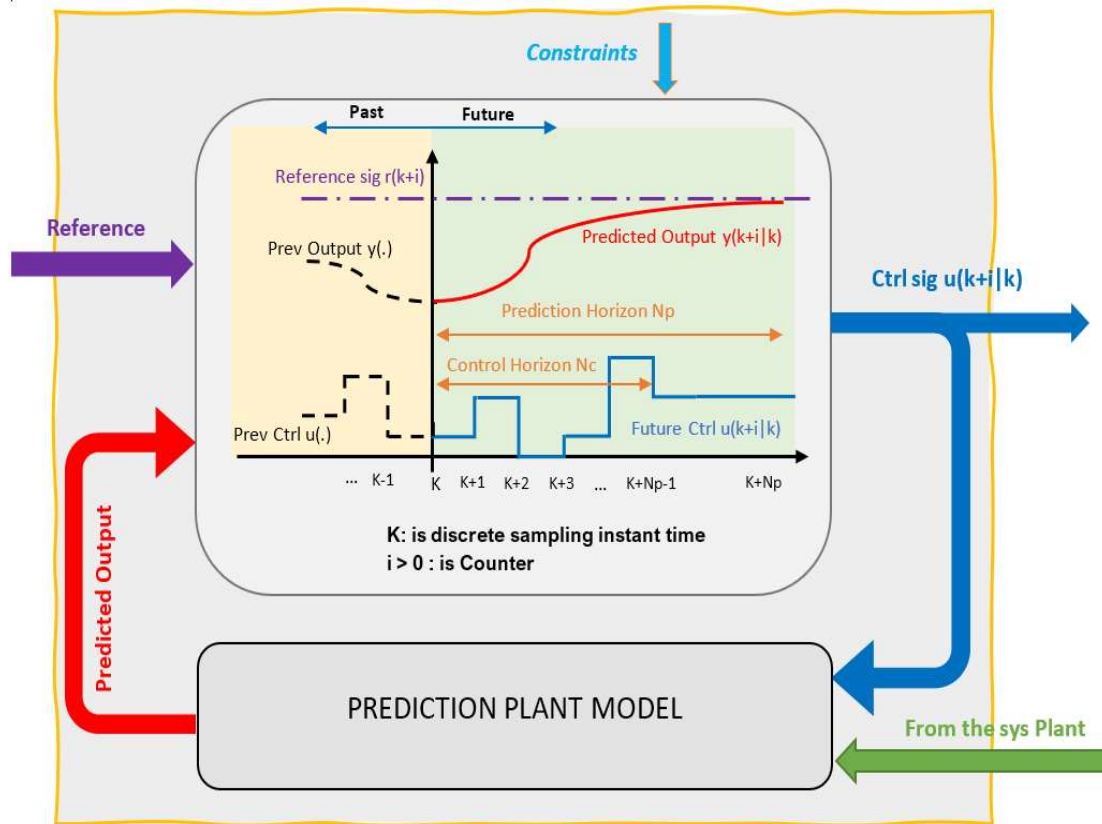 Constraints
Past
Future
Reference sig r(k+i)
Reference
Prev Output y(.)
Predicted Output y(k+i|k)
Ctrl sig u(k+i|k)
Prediction Horizon Np
Control Horizon Nc
Prev Ctrl u(.)
Future Ctrl u(k+i|k)
... K-1 K K+1 K+2 K+3 ... K+Np-1 K+Np
K: is discrete sampling instant time
i > 0 : is Counter
Predicted Output
PREDICTION PLANT MODEL
From the sys Plant